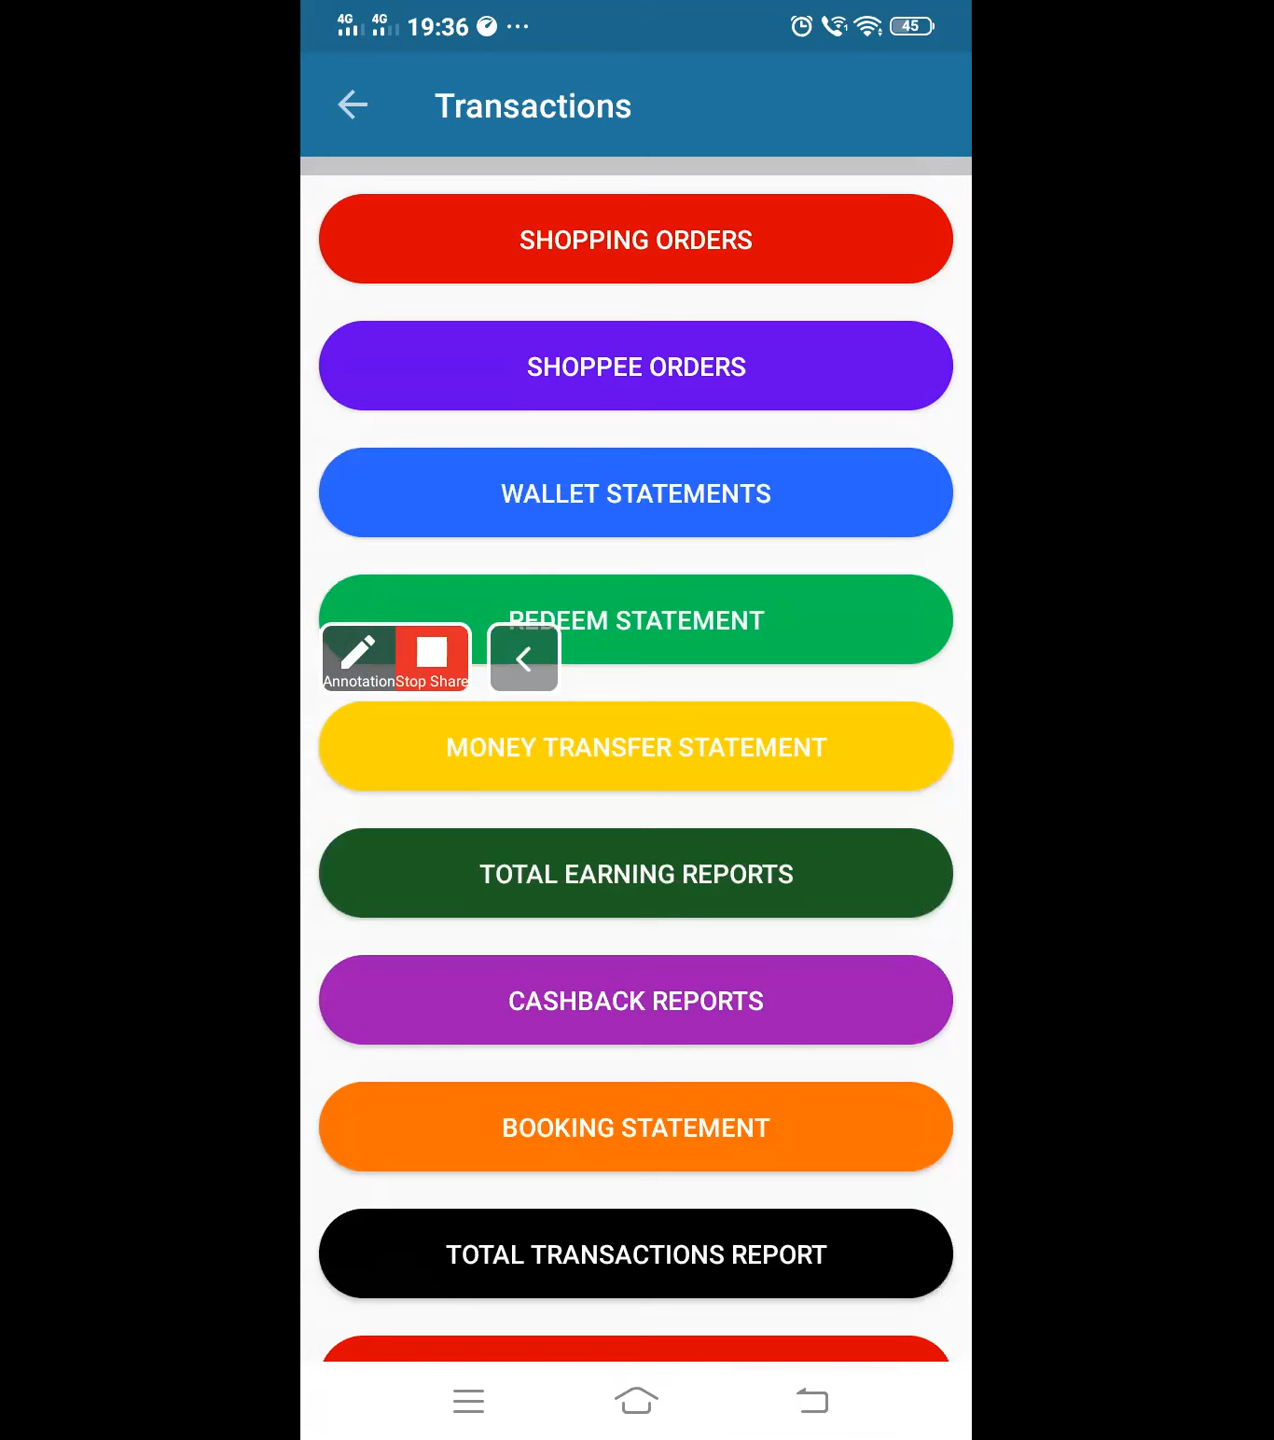 4G 4G 19:36 45
Transactions
SHOPPING ORDERS
SHOPPEE ORDERS
WALLET STATEMENTS
REDEEM STATEMENT
Annotation Stop Share
MONEY TRANSFER STATEMENT
TOTAL EARNING REPORTS
CASHBACK REPORTS
BOOKING STATEMENT
TOTAL TRANSACTIONS REPORT